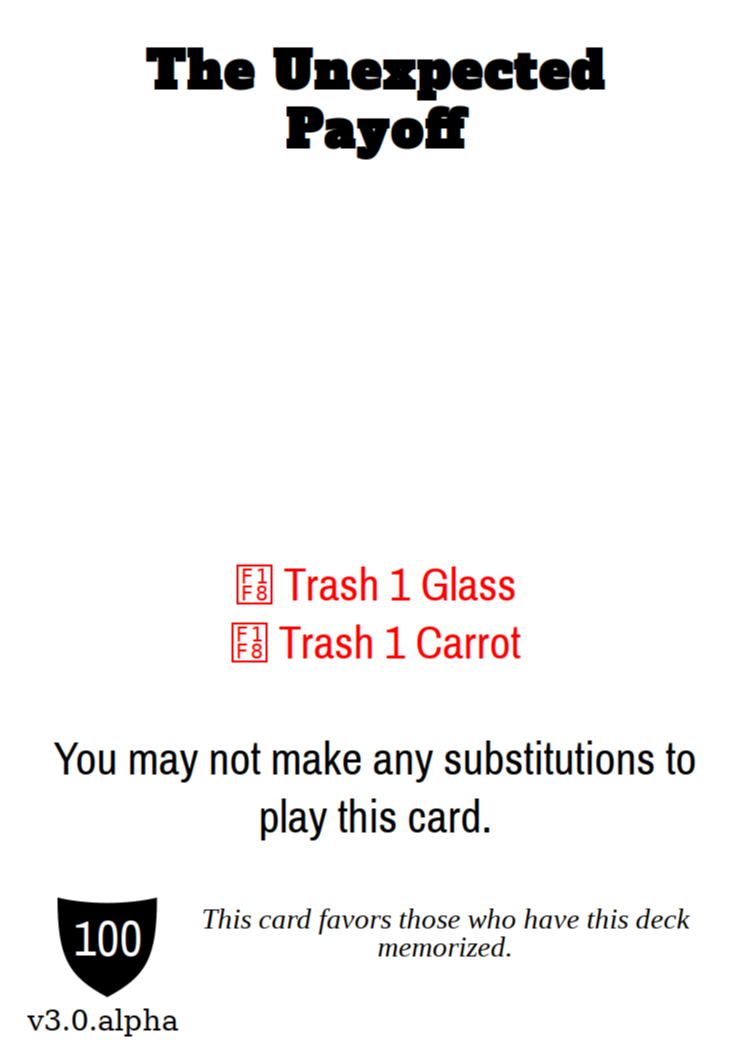 The Unexpected
Payoff
 Trash 1 Glass
 Trash 1 Carrot
You may not make any substitutions to
play this card.
100
This card favors those who have this deck
memorized.
v3.0.alpha